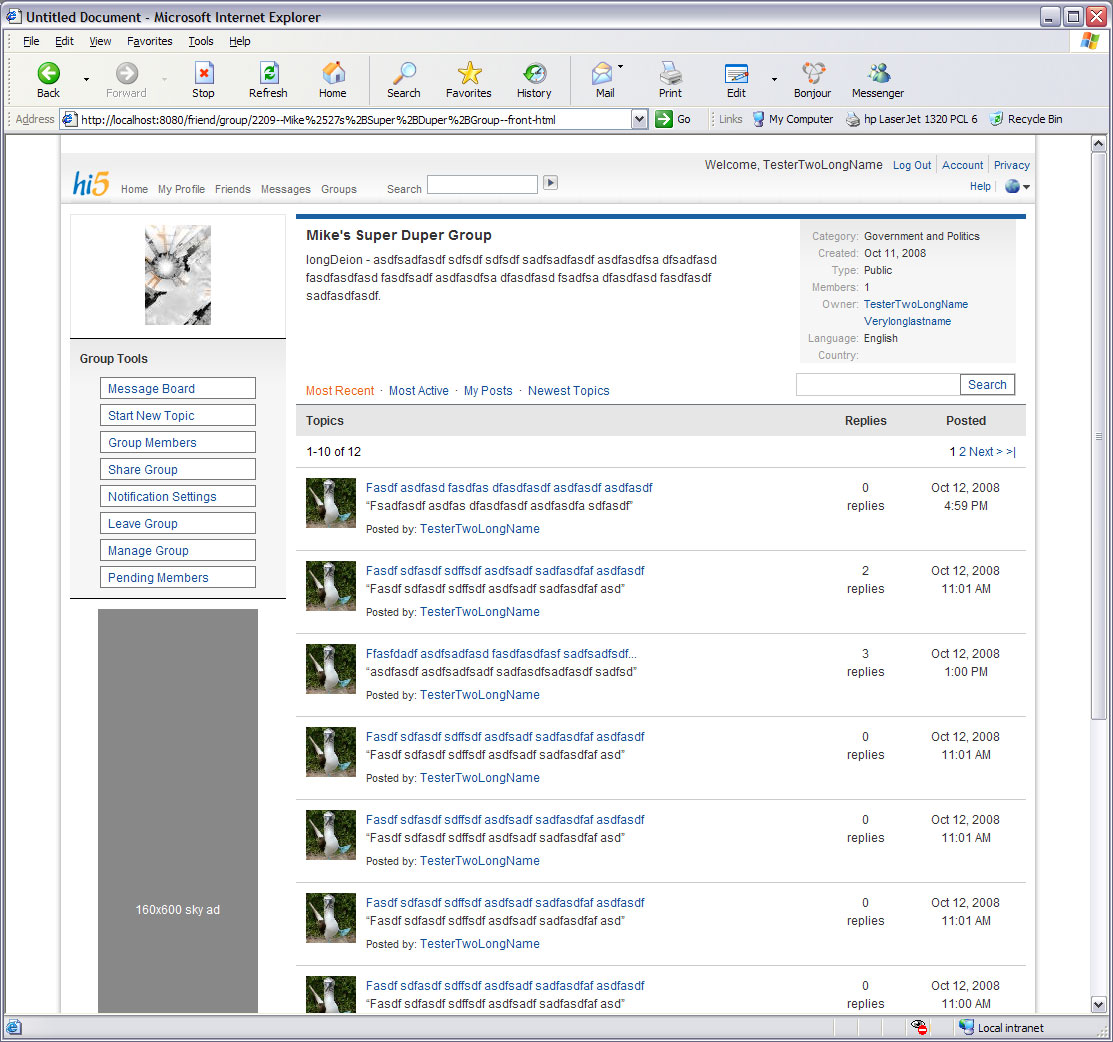 Untitled Document - Microsoft Internet Explorer
File Edit View Favorites Tools Help
Back Forward Stop Refresh Home Search Favorites History Mail Print Edit Bonjour Messenger
Address http://localhost:8080/friend/group/2209--Mike%2527s%2BSuper%2BDuper%2BGroup--front-html Go Links My Computer hp LaserJet 1320 PCL 6 Recycle Bin
Welcome, TesterTwoLongName Log Out Account Privacy
hi5 Home My Profile Friends Messages Groups Search
Help
Mike's Super Duper Group
longDeion - asdfsadfasdf sdfsdf sdfsdf sadfsadfasdf asdfasdfsa dfsadfasd
fasdfasdfasd fasdfsadf asdfasdfsa dfasdfasd fsadfsa dfasdfasd fasdfasdf
sadfasdfasdf.
Category: Government and Politics
Created: Oct 11, 2008
Type: Public
Members: 1
Owner: TesterTwoLongName
Verylonglastname
Language: English
Country:
Group Tools
Message Board
Start New Topic
Group Members
Share Group
Notification Settings
Leave Group
Manage Group
Pending Members
160x600 sky ad
Most Recent · Most Active · My Posts · Newest Topics
Search
Topics Replies Posted
1-10 of 12 1 2 Next > >|
Fasdf asdfasd fasdfas dfasdfasdf asdfasdf asdfasdf 0 Oct 12, 2008
“Fsadfasdf asdfas dfasdfasdf asdfasdfa sdfasdf” replies 4:59 PM
Posted by: TesterTwoLongName
Fasdf sdfasdf sdffsdf asdfsadf sadfasdfaf asdfasdf 2 Oct 12, 2008
“Fasdf sdfasdf sdffsdf asdfsadf sadfasdfaf asd” replies 11:01 AM
Posted by: TesterTwoLongName
Ffasfdadf asdfsadfasd fasdfasdfasf sadfsadfsdf... 3 Oct 12, 2008
“asdfasdf asdfsadfsadf sadfasdfsadfasdf sadfsd” replies 1:00 PM
Posted by: TesterTwoLongName
Fasdf sdfasdf sdffsdf asdfsadf sadfasdfaf asdfasdf 0 Oct 12, 2008
“Fasdf sdfasdf sdffsdf asdfsadf sadfasdfaf asd” replies 11:01 AM
Posted by: TesterTwoLongName
Fasdf sdfasdf sdffsdf asdfsadf sadfasdfaf asdfasdf 0 Oct 12, 2008
“Fasdf sdfasdf sdffsdf asdfsadf sadfasdfaf asd” replies 11:01 AM
Posted by: TesterTwoLongName
Fasdf sdfasdf sdffsdf asdfsadf sadfasdfaf asdfasdf 0 Oct 12, 2008
“Fasdf sdfasdf sdffsdf asdfsadf sadfasdfaf asd” replies 11:01 AM
Posted by: TesterTwoLongName
Fasdf sdfasdf sdffsdf asdfsadf sadfasdfaf asdfasdf 0 Oct 12, 2008
“Fasdf sdfasdf sdffsdf asdfsadf sadfasdfaf asd” replies 11:00 AM
Local intranet